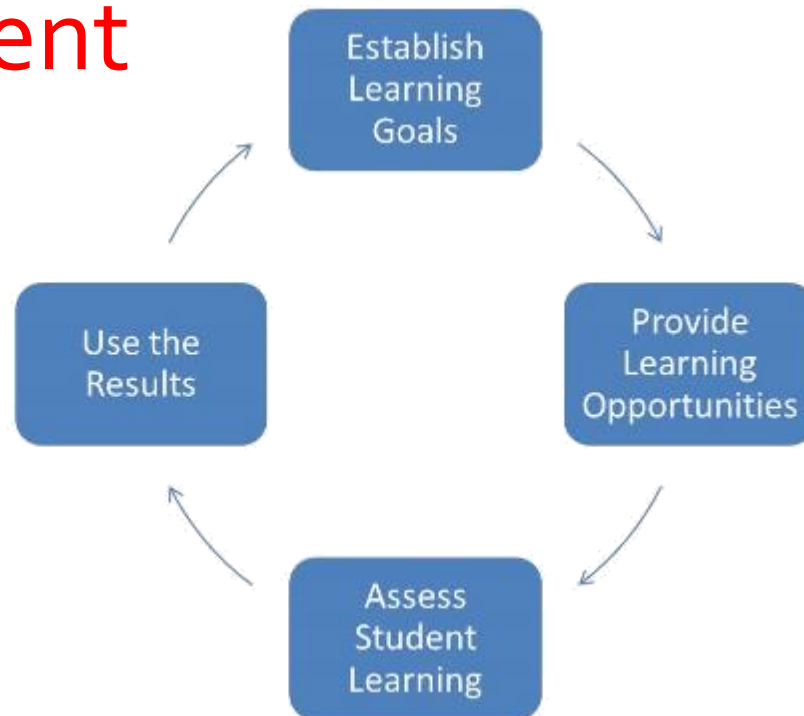 ent
Establish
Learning
Goals
Provide
Learning
Opportunities
Assess
Student
Learning
Use the
Results